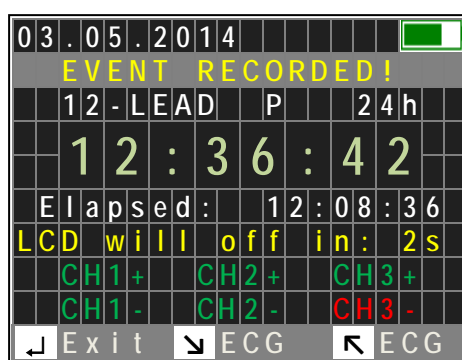 03.05.2014
EVENT RECORDED!
12-LEAD P 24h
12:36:42
Elapsed: 12:08:36
LCD will off in: 2s
CH1+ CH2+ CH3+
CH1- CH2- CH3-
↵ Exit ↘ ECG ↖ ECG